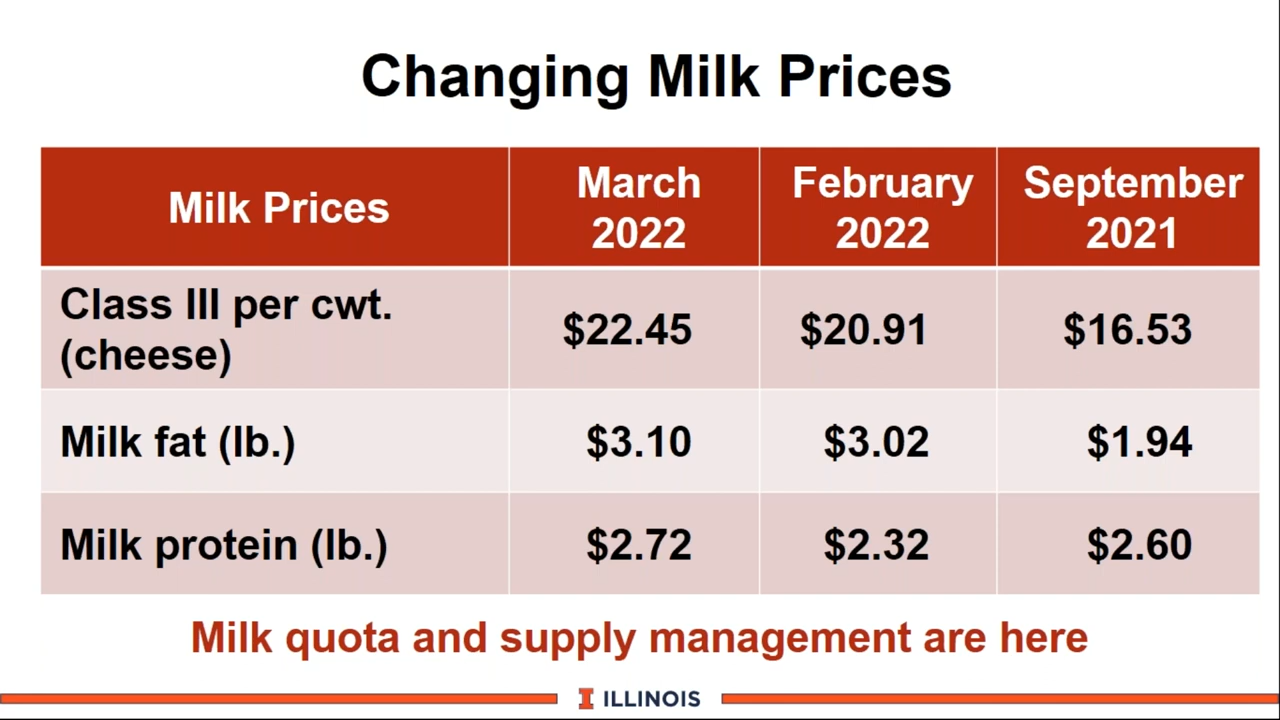 Changing Milk Prices
Milk Prices
March
2022
February
2022
September
2021
Class III per cwt.
(cheese)
$22.45
$20.91
$16.53
Milk fat (lb.)
$3.10
$3.02
$1.94
Milk protein (lb.)
$2.72
$2.32
$2.60
Milk quota and supply management are here
I ILLINOIS